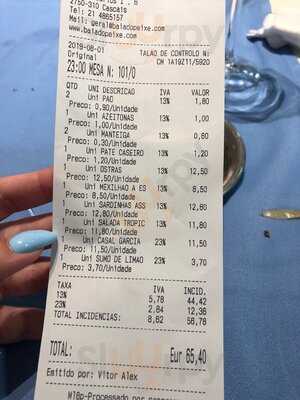 2750-310 Cascais
Tel: 21 4865157
Mail: geral@baiadopeixe.com
www.baiadopeixe.com
2019-08-01 TALAO DE CONTROLO N:
Original CM 1A19Z11/5920
23:00 MESA N: 101/0
QTD UNI DESCRICAO IVA VALOR
2 Uni PAO 13% 1,80
Preco: 0,90/Unidade
1 Uni AZEITONAS 13% 1,00
Preco: 1,00/Unidade
2 Uni MANTEIGA 13% 0,60
Preco: 0,30/Unidade
1 Uni PATE CASEIRO 13% 1,20
Preco: 1,20/Unidade
1 Uni OSTRAS 13% 12,50
Preco: 12,50/Unidade
1 Uni MEXILHAO A ES 13% 8,50
Preco: 8,50/Unidade
1 Uni SARDINHAS ASS 13% 12,80
Preco: 12,80/Unidade
1 Uni SALADA TROPIC 13% 11,80
Preco: 11,80/Unidade
Uni CASAL GARCIA 23% 11,50
Preco: 11,50/Unidade
1 Uni SUMO DE LIMAO 23% 3,70
Preco: 3,70/Unidade
TAXA IVA INCID.
13% 5,78 44,42
23% 2,84 12,36
TOTAL INCIDENCIAS: 8,62 56,78
TOTAL: Eur 65,40
Emitido por: Vitor Alex